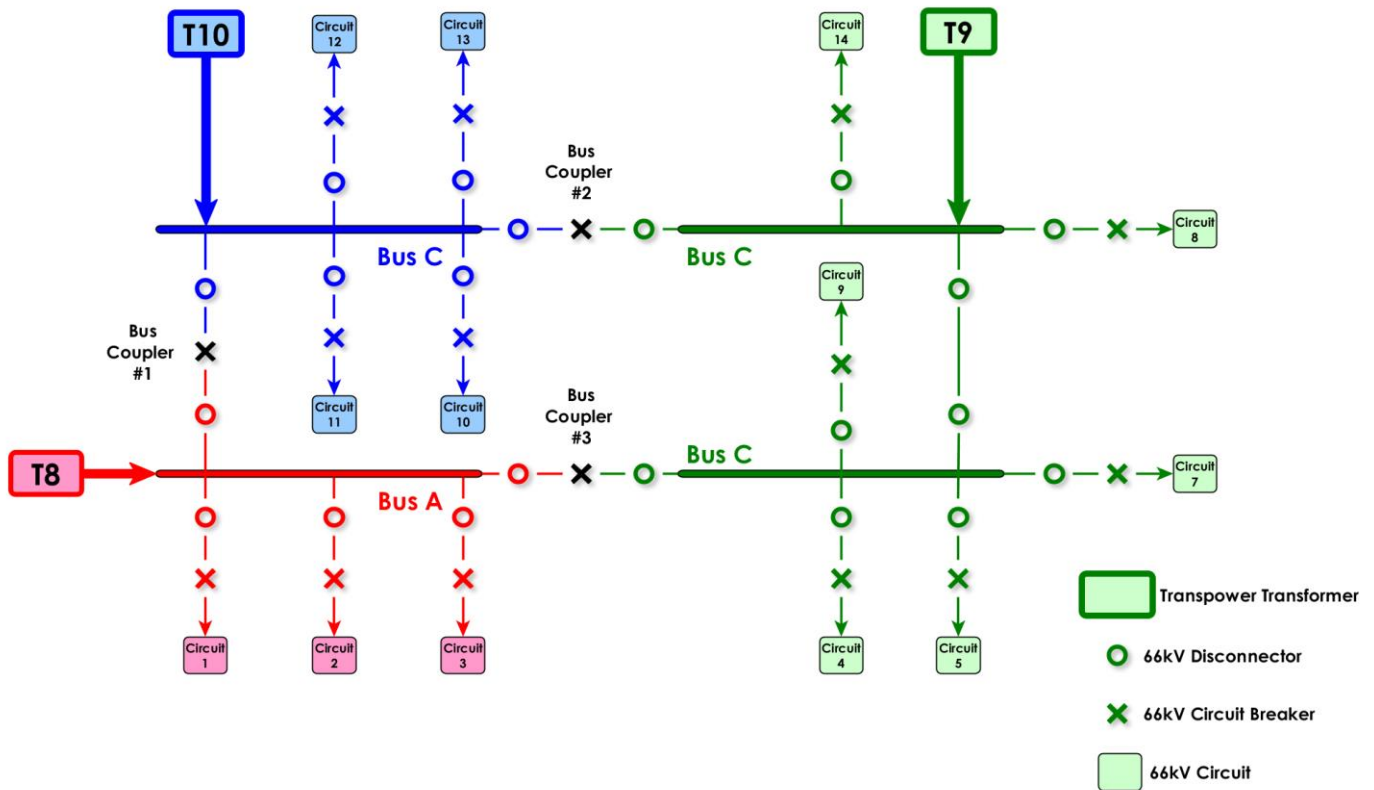 T10
Circuit
12
Circuit
13
Circuit
14
T9
Bus
Coupler
#2
Circuit
8
Bus C
Bus C
Circuit
9
Bus
Coupler
#1
Circuit
11
Circuit
10
Bus
Coupler
#3
Bus C
T8
Circuit
7
Bus A
Circuit
1
Circuit
2
Circuit
3
Circuit
4
Circuit
5
Transpower Transformer
66kV Disconnector
66kV Circuit Breaker
66kV Circuit